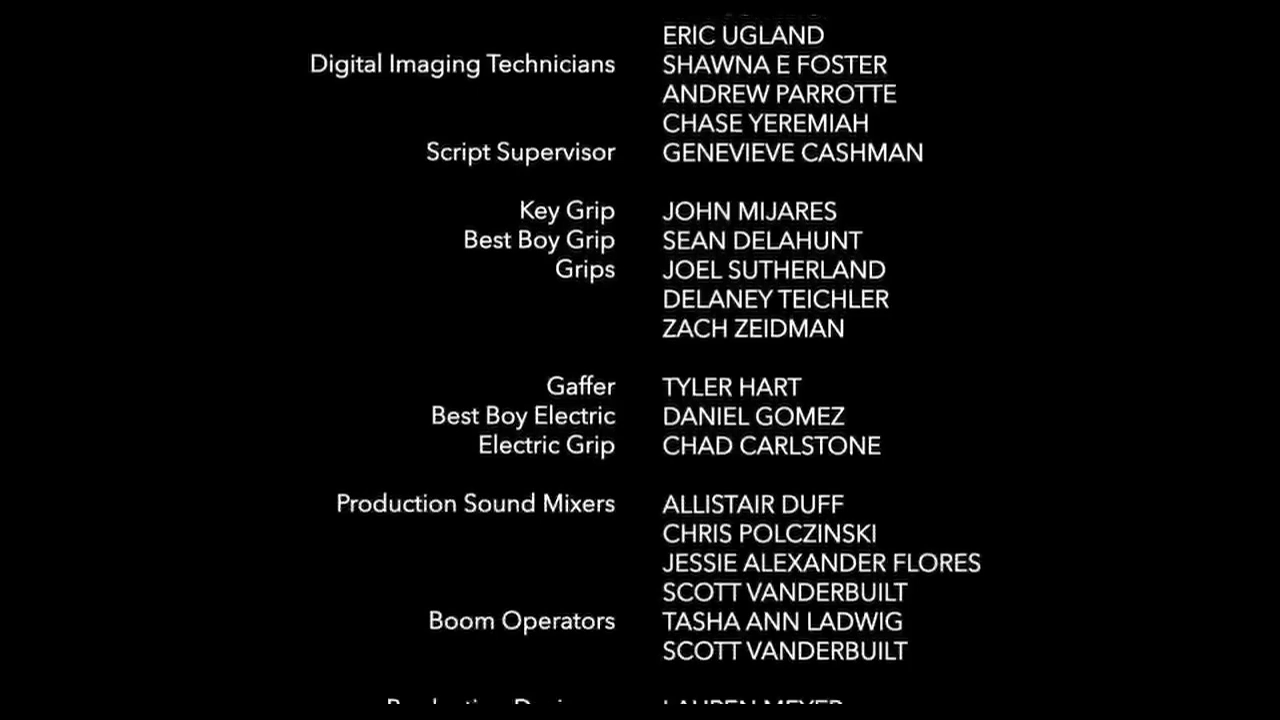 ERIC UGLAND
Digital Imaging Technicians SHAWNA E FOSTER
ANDREW PARROTTE
CHASE YEREMIAH
Script Supervisor GENEVIEVE CASHMAN
Key Grip JOHN MIJARES
Best Boy Grip SEAN DELAHUNT
Grips JOEL SUTHERLAND
DELANEY TEICHLER
ZACH ZEIDMAN
Gaffer TYLER HART
Best Boy Electric DANIEL GOMEZ
Electric Grip CHAD CARLSTONE
Production Sound Mixers ALLISTAIR DUFF
CHRIS POLCZINSKI
JESSIE ALEXANDER FLORES
SCOTT VANDERBUILT
Boom Operators TASHA ANN LADWIG
SCOTT VANDERBUILT